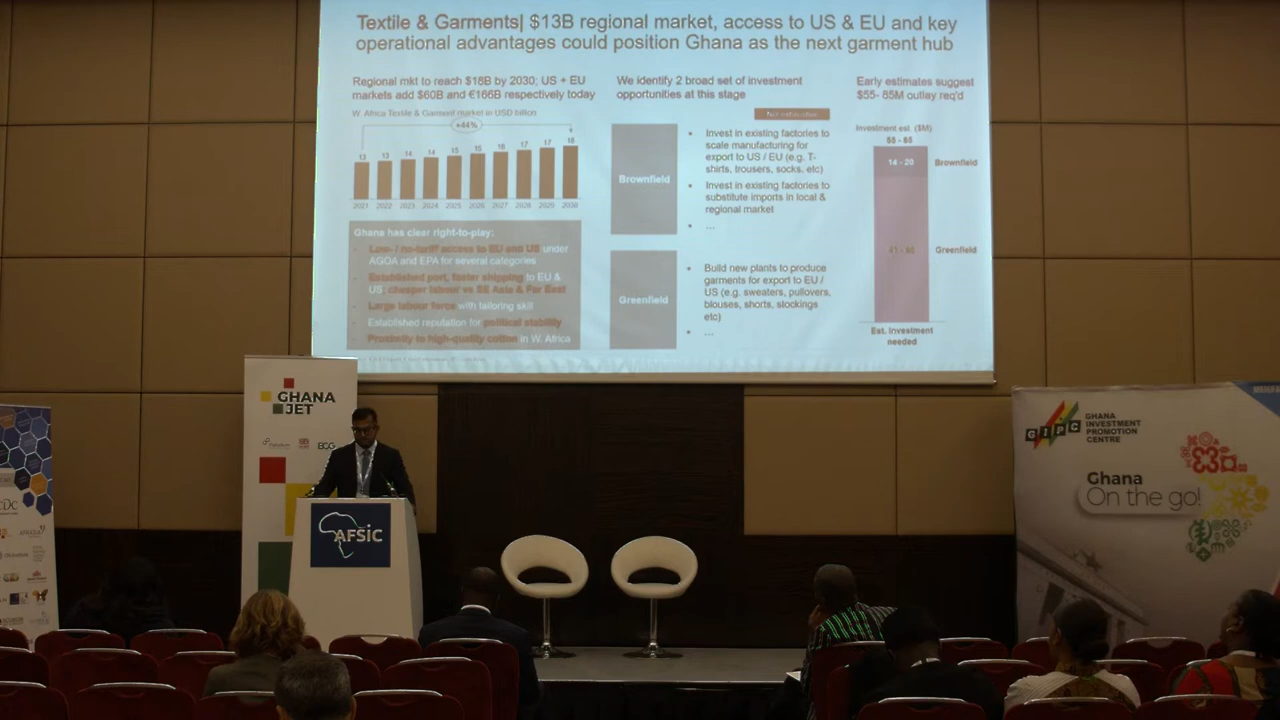 Textile & Garments| $13B regional market, access to US & EU and key
operational advantages could position Ghana as the next garment hub
Regional mkt to reach $18B by 2030; US + EU
markets add $60B and €166B respectively today
W. Africa Textile & Garment market in USD billion
+44%
13 13 14 14 15 15 16 17 17 18
2021 2022 2023 2024 2025 2026 2027 2028 2029 2030
Ghana has clear right-to-play:
Low- / no-tariff access to EU and US under
AGOA and EPA for several categories
Established port, faster shipping to EU &
US; cheaper labour vs SE Asia & Far East
Large labour force with tailoring skill
Established reputation for political stability
Proximity to high-quality cotton in W. Africa
We identify 2 broad set of investment
opportunities at this stage
Brownfield
• Invest in existing factories to
scale manufacturing for
export to US / EU (e.g. T-
shirts, trousers, socks, etc)
• Invest in existing factories to
substitute imports in local &
regional market
• ...
Greenfield
• Build new plants to produce
garments for export to EU /
US (e.g. sweaters, pullovers,
blouses, shorts, stockings
etc)
• ...
Early estimates suggest
$55- 85M outlay req'd
Investment est. ($M)
14 - 20
Brownfield
Greenfield
Est. investment
needed
GHANA
JET
BCG
AFSIC
GIPC
GHANA
INVESTMENT
PROMOTION
CENTRE
Ghana
On the go!
CDC